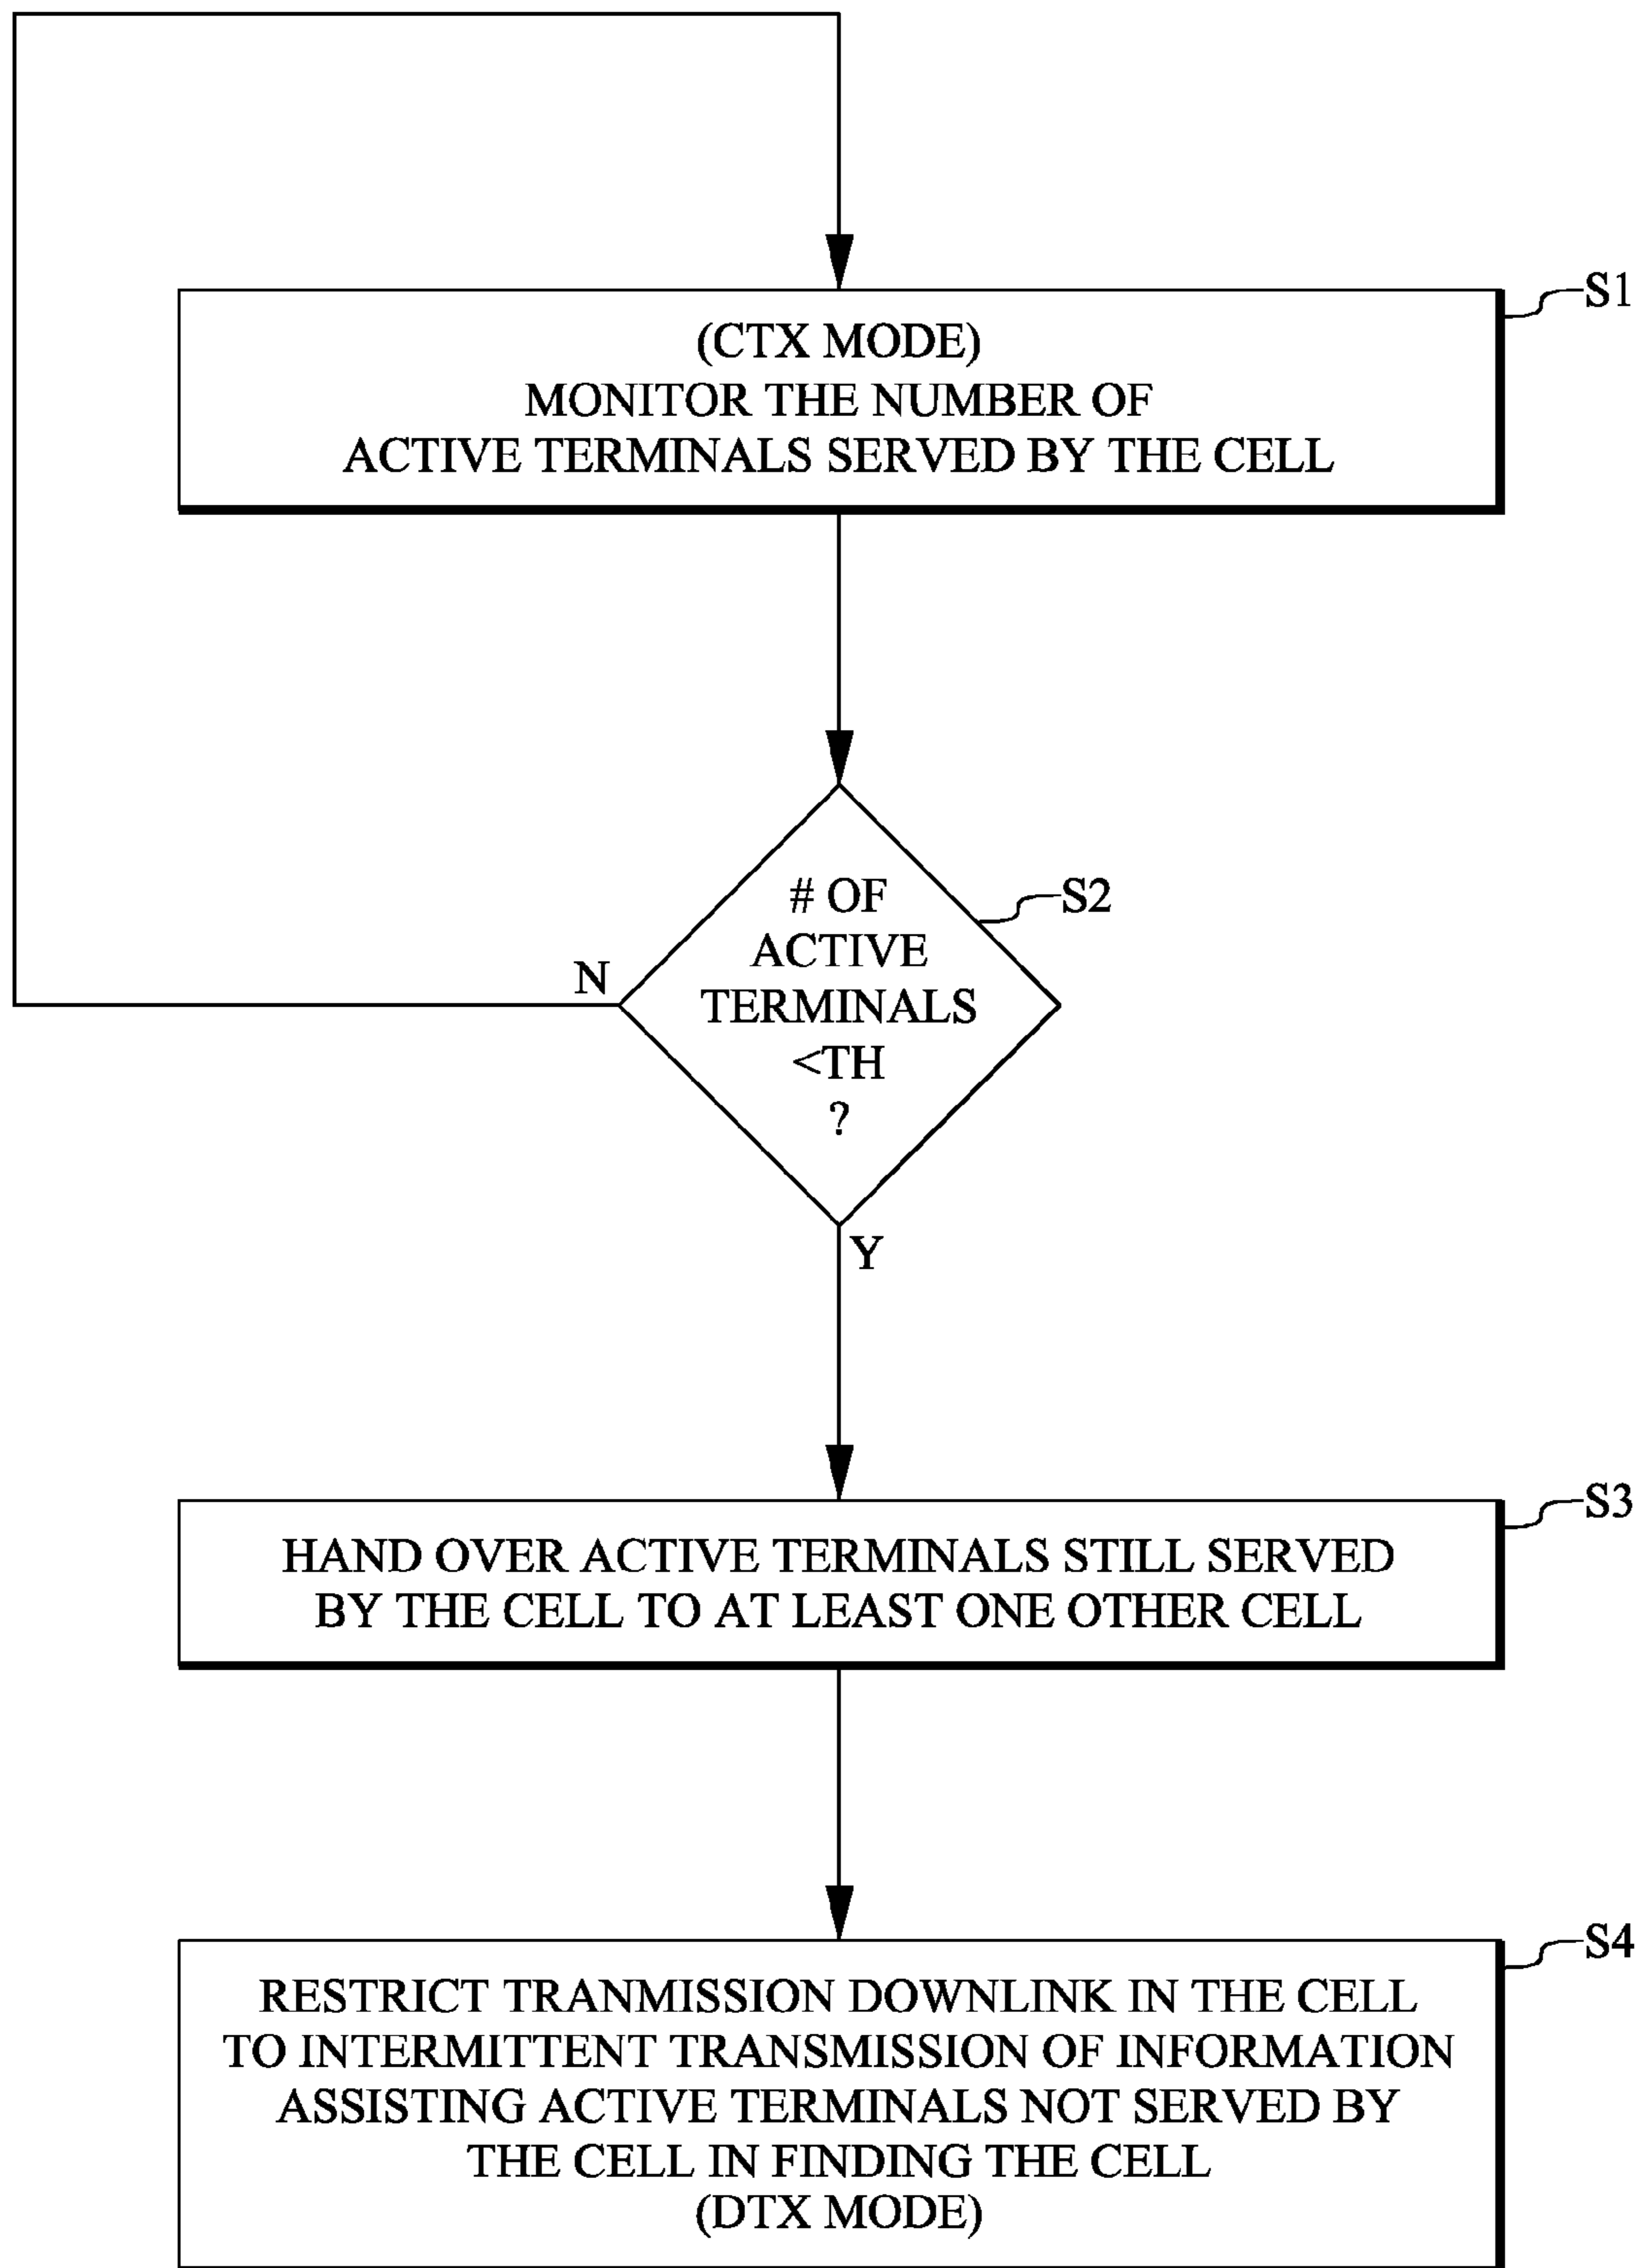 S1
(CTX MODE)
MONITOR THE NUMBER OF
ACTIVE TERMINALS SERVED BY THE CELL
# OF
ACTIVE
TERMINALS
<TH
?
S2
N
Y
S3
HAND OVER ACTIVE TERMINALS STILL SERVED
BY THE CELL TO AT LEAST ONE OTHER CELL
S4
RESTRICT TRANMISSION DOWNLINK IN THE CELL
TO INTERMITTENT TRANSMISSION OF INFORMATION
ASSISTING ACTIVE TERMINALS NOT SERVED BY
THE CELL IN FINDING THE CELL
(DTX MODE)